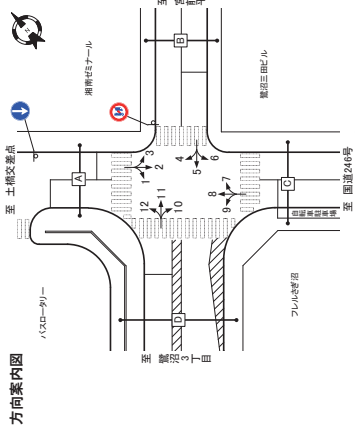 方向案内図
至 土橋交差点
バスロータリー
湘南ゼミナール
A
B
C
D
1
2
3
4
5
6
7
8
9
10
11
12
鷺沼三田ビル
フレルさぎ沼
自転車駐車場
至 国道246号
至 鷺沼3丁目
至